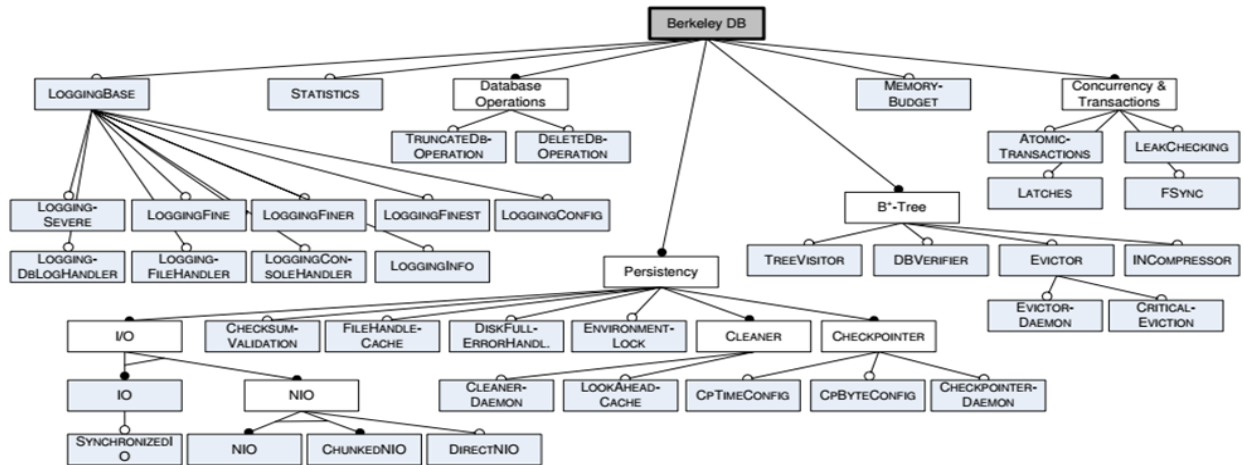 Berkeley DB
LOGGINGBASE
STATISTICS
Database
Operations
MEMORY-
BUDGET
Concurrency &
Transactions
TRUNCATEDB-
OPERATION
DELETEDB-
OPERATION
ATOMIC-
TRANSACTIONS
LEAKCHECKING
LATCHES
FSYNC
LOGGING-
SEVERE
LOGGINGFINE
LOGGINGFINER
LOGGINGFINEST
LOGGINGCONFIG
B+-Tree
LOGGING-
DBLOGHANDLER
LOGGING-
FILEHANDLER
LOGGINGCON-
SOLEHANDLER
LOGGINGINFO
Persistency
TREEVISITOR
DBVERIFIER
EVICTOR
INCOMPRESSOR
EVICTOR-
DAEMON
CRITICAL-
EVICTION
I/O
CHECKSUM-
VALIDATION
FILEHANDLE-
CACHE
DISKFULL-
ERRORHANDL.
ENVIRONMENT-
LOCK
CLEANER
CHECKPOINTER
IO
NIO
CLEANER-
DAEMON
LOOKAHEAD-
CACHE
CPTIMECONFIG
CPBYTECONFIG
CHECKPOINTER-
DAEMON
SYNCHRONIZEDI
O
NIO
CHUNKEDNIO
DIRECTNIO